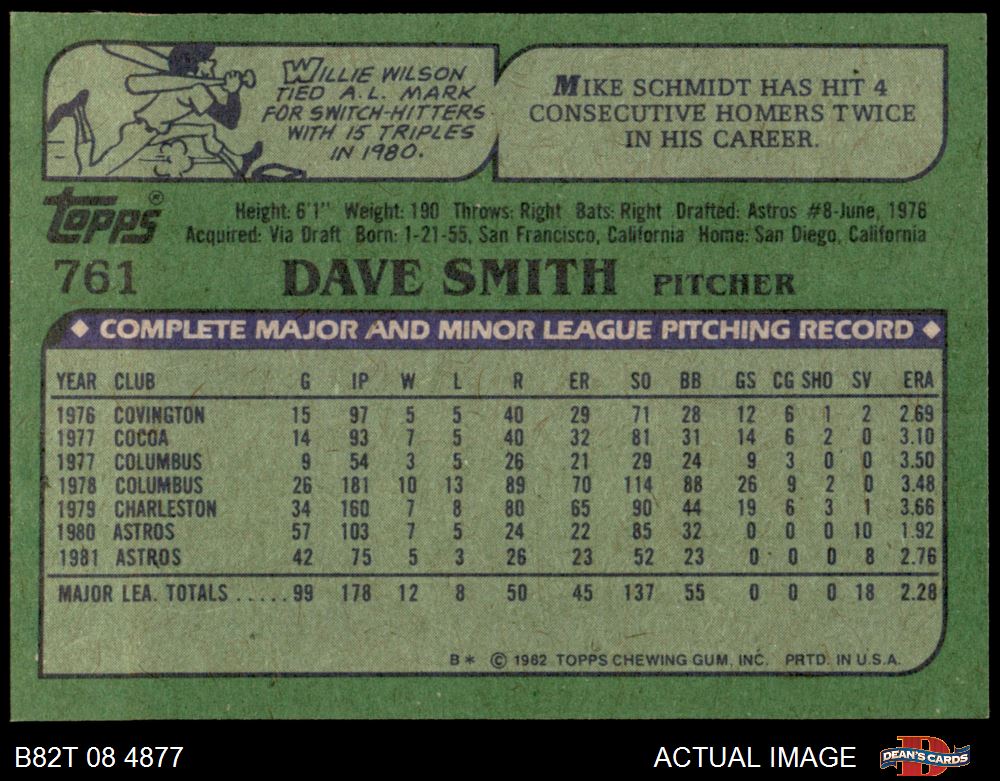 WILLIE WILSON
TIED A.L. MARK
FOR SWITCH-HITTERS
WITH 15 TRIPLES
IN 1980.
MIKE SCHMIDT HAS HIT 4
CONSECUTIVE HOMERS TWICE
IN HIS CAREER.
TOPPS®
Height: 6'1" Weight: 190 Throws: Right Bats: Right Drafted: Astros #8-June, 1976
Acquired: Via Draft Born: 1-21-55, San Francisco, California Home: San Diego, California
761 DAVE SMITH PITCHER
◆ COMPLETE MAJOR AND MINOR LEAGUE PITCHING RECORD ◆
YEAR CLUB G IP W L R ER SO BB GS CG SHO SV ERA
1976 COVINGTON 15 97 5 5 40 29 71 28 12 6 1 2 2.69
1977 COCOA 14 93 7 5 40 32 81 31 14 6 2 0 3.10
1977 COLUMBUS 9 54 3 5 26 21 29 24 9 3 0 0 3.50
1978 COLUMBUS 26 181 10 13 89 70 114 88 26 9 2 0 3.48
1979 CHARLESTON 34 160 7 8 80 65 90 44 19 6 3 1 3.66
1980 ASTROS 57 103 7 5 24 22 85 32 0 0 0 10 1.92
1981 ASTROS 42 75 5 3 26 23 52 23 0 0 0 8 2.76
MAJOR LEA. TOTALS .....99 178 12 8 50 45 137 55 0 0 0 18 2.28
B* © 1982 TOPPS CHEWING GUM, INC. PRTD. IN U.S.A.
B82T 08 4877 ACTUAL IMAGE DEAN'S CARDS